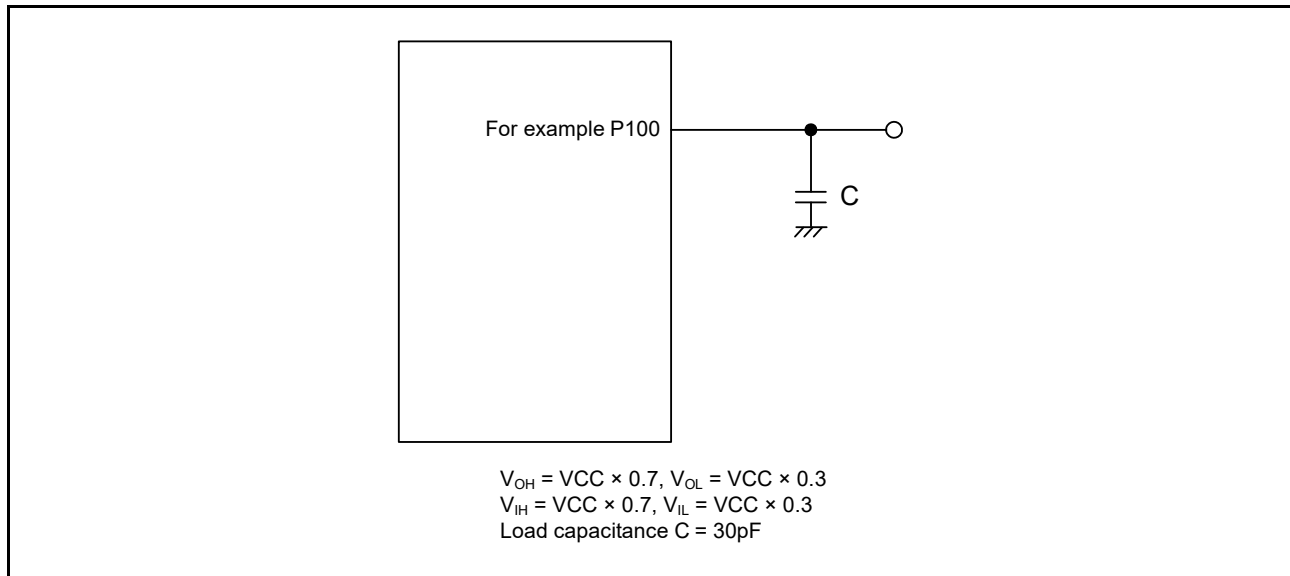 For example P100
C
V_OH = VCC × 0.7, V_OL = VCC × 0.3
V_IH = VCC × 0.7, V_IL = VCC × 0.3
Load capacitance C = 30pF